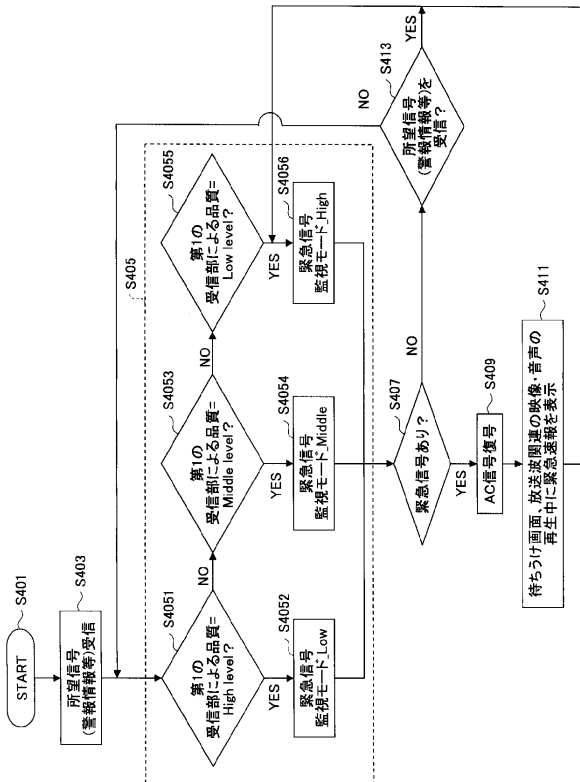 START
S401
所望信号
(警報情報等)受信
S403
S405
第1の
受信部による品質=
High level?
S4051
NO
YES
緊急信号
監視モード_Low
S4052
第1の
受信部による品質=
Middle level?
S4053
NO
YES
緊急信号
監視モード_Middle
S4054
第1の
受信部による品質=
Low level?
S4055
YES
緊急信号
監視モード_High
S4056
緊急信号あり?
S407
NO
YES
AC信号復号
S409
待ちうけ画面、放送波関連の映像・音声の
再生中に緊急速報を表示
S411
所望信号
(警報情報等)を
受信?
S413
NO
YES